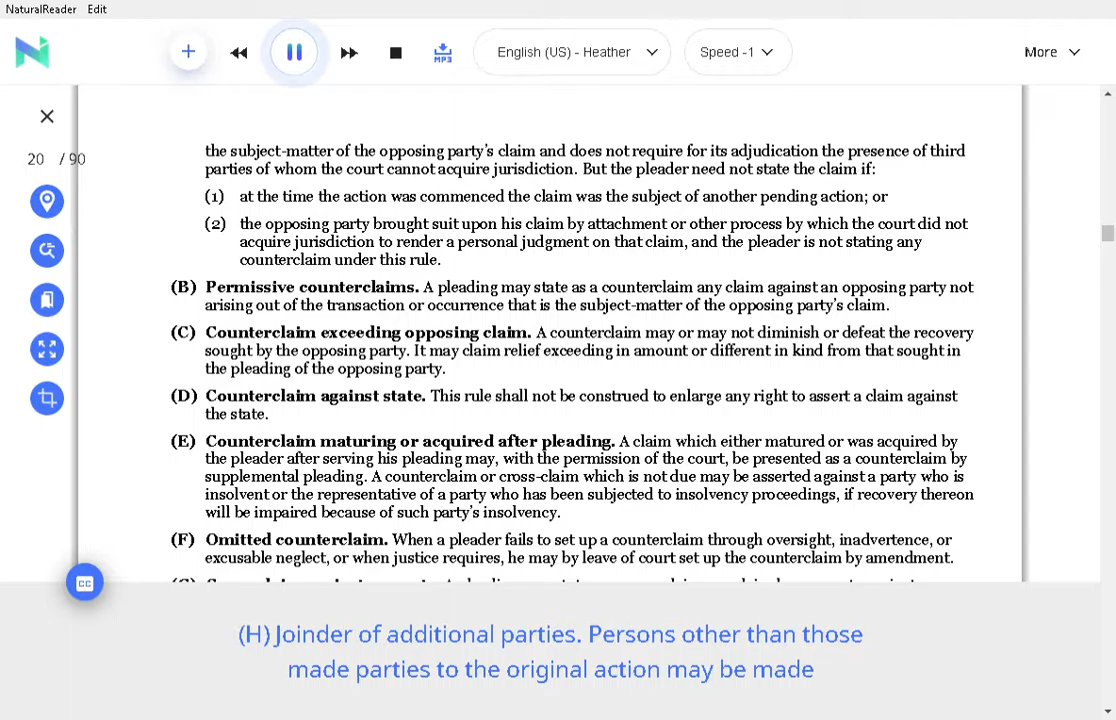 NaturalReader Edit
MP3
English (US) - Heather
Speed -1
More
20 / 90
the subject-matter of the opposing party's claim and does not require for its adjudication the presence of third
parties of whom the court cannot acquire jurisdiction. But the pleader need not state the claim if:
(1) at the time the action was commenced the claim was the subject of another pending action; or
(2) the opposing party brought suit upon his claim by attachment or other process by which the court did not
acquire jurisdiction to render a personal judgment on that claim, and the pleader is not stating any
counterclaim under this rule.
(B) Permissive counterclaims. A pleading may state as a counterclaim any claim against an opposing party not
arising out of the transaction or occurrence that is the subject-matter of the opposing party's claim.
(C) Counterclaim exceeding opposing claim. A counterclaim may or may not diminish or defeat the recovery
sought by the opposing party. It may claim relief exceeding in amount or different in kind from that sought in
the pleading of the opposing party.
(D) Counterclaim against state. This rule shall not be construed to enlarge any right to assert a claim against
the state.
(E) Counterclaim maturing or acquired after pleading. A claim which either matured or was acquired by
the pleader after serving his pleading may, with the permission of the court, be presented as a counterclaim by
supplemental pleading. A counterclaim or cross-claim which is not due may be asserted against a party who is
insolvent or the representative of a party who has been subjected to insolvency proceedings, if recovery thereon
will be impaired because of such party's insolvency.
(F) Omitted counterclaim. When a pleader fails to set up a counterclaim through oversight, inadvertence, or
excusable neglect, or when justice requires, he may by leave of court set up the counterclaim by amendment.
CC
(H) Joinder of additional parties. Persons other than those
made parties to the original action may be made